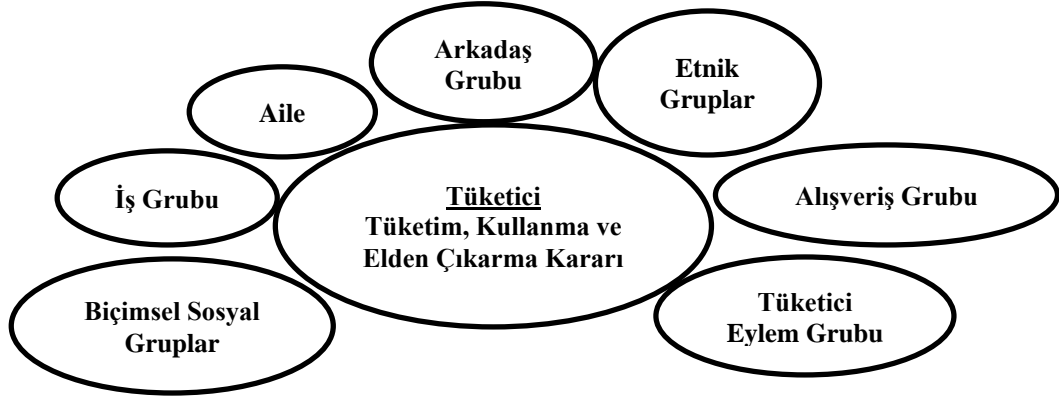 Arkadaş
Grubu
Etnik
Gruplar
Aile
İş Grubu
Tüketici
Tüketim, Kullanma ve
Elden Çıkarma Kararı
Alışveriş Grubu
Biçimsel Sosyal
Gruplar
Tüketici
Eylem Grubu